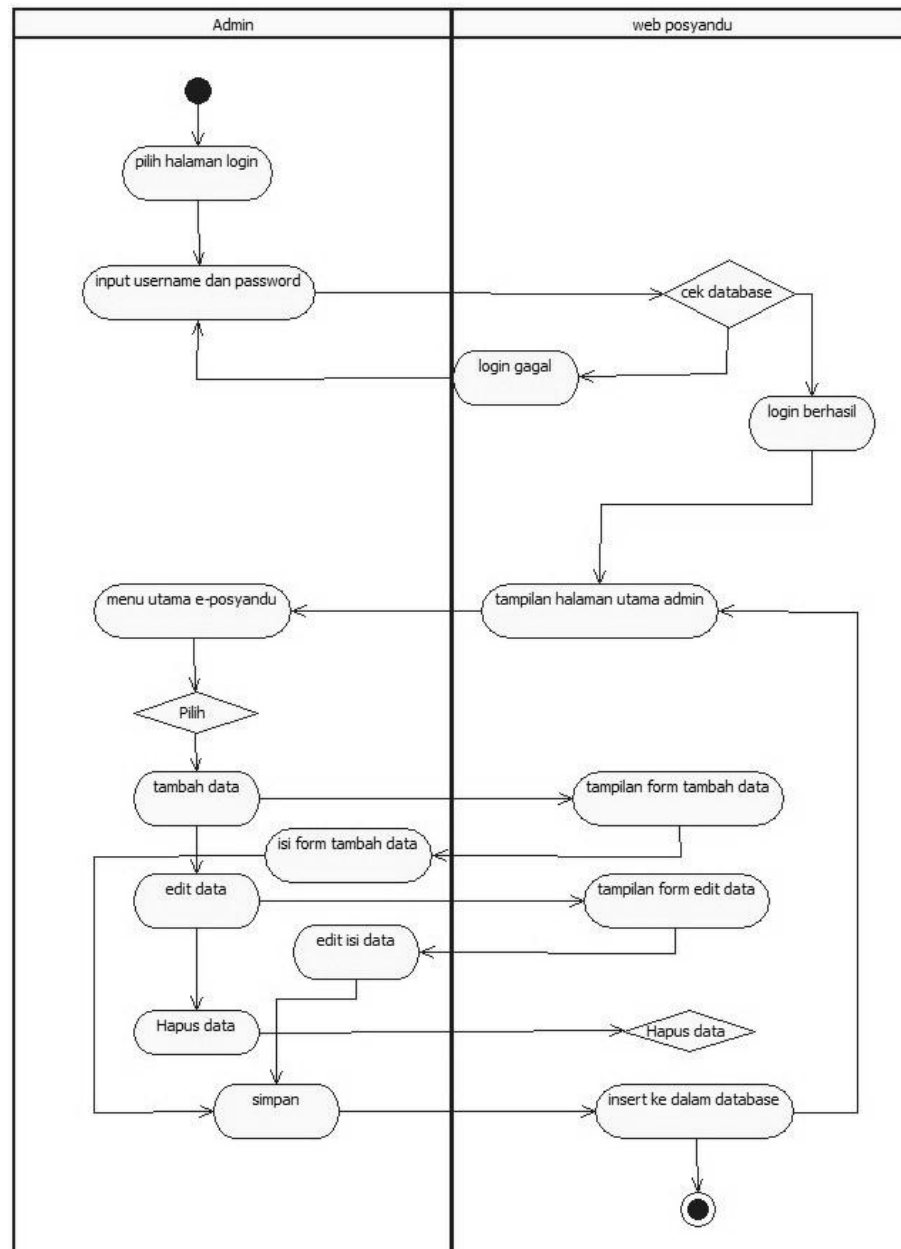 Admin
web posyandu
pilih halaman login
input username dan password
cek database
login gagal
login berhasil
menu utama e-posyandu
tampilan halaman utama admin
Pilih
tambah data
tampilan form tambah data
isi form tambah data
edit data
tampilan form edit data
edit isi data
Hapus data
Hapus data
simpan
insert ke dalam database